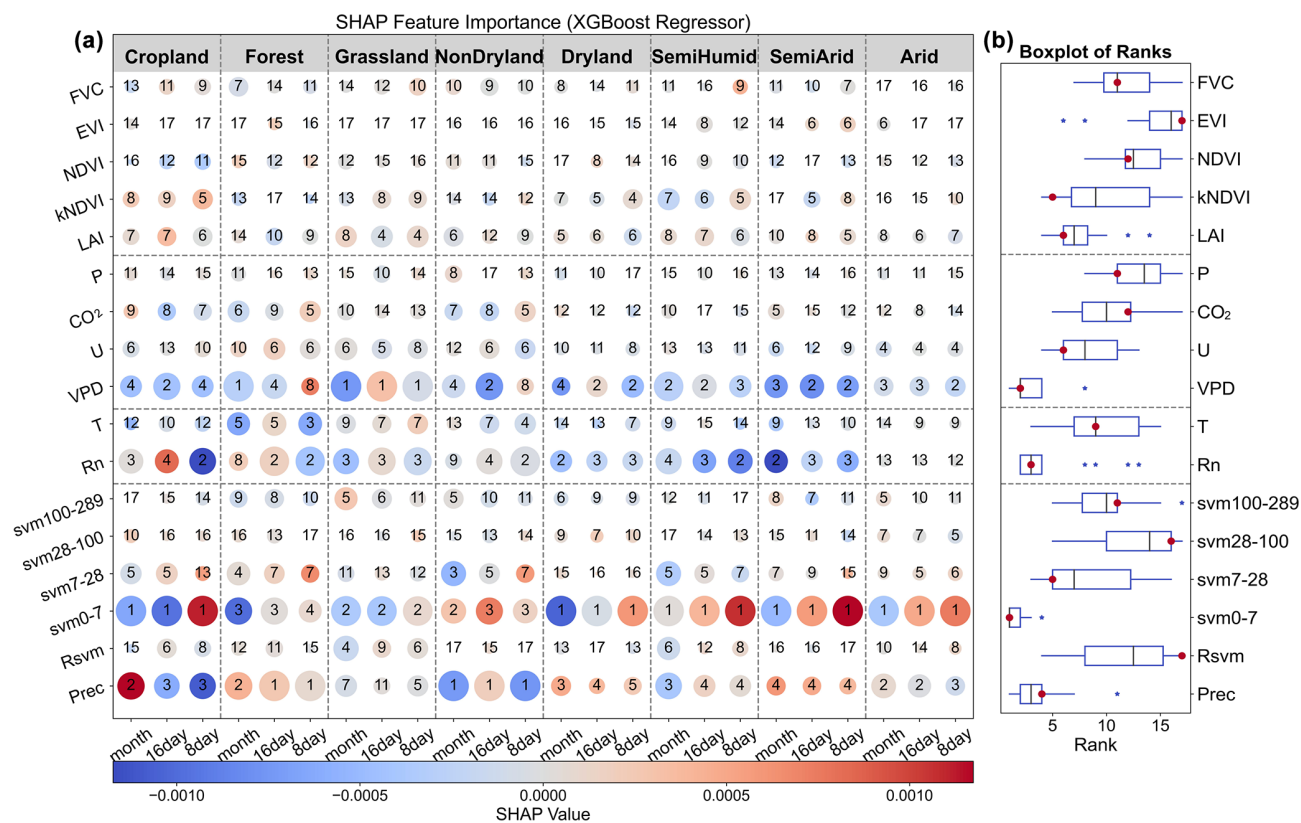 SHAP Feature Importance (XGBoost Regressor)
(a)
Cropland Forest Grassland NonDryland Dryland SemiHumid SemiArid Arid
FVC 13 11 9 7 14 11 14 12 10 10 9 10 8 14 11 11 16 9 11 10 7 17 16 16
EVI 14 17 17 17 15 16 17 17 17 16 16 16 16 15 15 14 8 12 14 6 6 6 17 17
NDVI 16 12 11 15 12 12 12 15 16 11 11 15 17 8 14 16 9 10 12 17 13 15 12 13
kNDVI 8 9 5 13 17 14 13 8 9 14 14 12 7 5 4 7 6 5 17 5 8 16 15 10
LAI 7 7 6 14 10 9 8 4 4 6 12 9 5 6 6 8 7 6 10 8 5 8 6 7
P 11 14 15 11 16 13 15 10 14 8 17 13 11 10 17 15 10 16 13 14 16 11 11 15
CO₂ 9 8 7 6 9 5 10 14 13 7 8 5 12 12 12 10 17 15 5 15 12 12 8 14
U 6 13 10 10 6 6 6 5 8 12 6 6 10 11 8 13 13 11 6 12 9 4 4 4
VPD 4 2 4 1 4 8 1 1 1 4 2 8 4 2 2 2 2 3 3 2 2 3 3 2
T 12 10 12 5 5 3 9 7 7 13 7 4 14 13 7 9 15 14 9 13 10 14 9 9
Rn 3 4 2 8 2 2 3 3 3 9 4 2 2 3 3 4 3 2 2 3 3 13 13 12
svm100-289 17 15 14 9 8 10 5 6 11 5 10 11 6 9 9 12 11 17 8 7 11 5 10 11
svm28-100 10 16 16 16 13 17 16 16 15 15 13 14 9 7 10 17 14 13 15 11 14 7 7 5
svm7-28 5 5 13 4 7 7 11 13 12 3 5 7 15 16 16 5 5 7 7 9 15 9 5 6
svm0-7 1 1 1 3 3 4 2 2 2 2 3 3 1 1 1 1 1 1 1 1 1 1 1 1
Rsvm 15 6 8 12 11 15 4 9 6 17 15 17 13 17 13 6 12 8 16 16 17 10 14 8
Prec 2 3 3 2 1 1 7 11 5 1 1 1 3 4 5 3 4 4 4 4 4 2 2 3
month 16day 8day month 16day 8day month 16day 8day month 16day 8day month 16day 8day month 16day 8day month 16day 8day month 16day 8day
−0.0010 −0.0005 0.0000 0.0005 0.0010
SHAP Value
(b)
Boxplot of Ranks
FVC
EVI
NDVI
kNDVI
LAI
P
CO₂
U
VPD
T
Rn
svm100-289
svm28-100
svm7-28
svm0-7
Rsvm
Prec
5 10 15
Rank